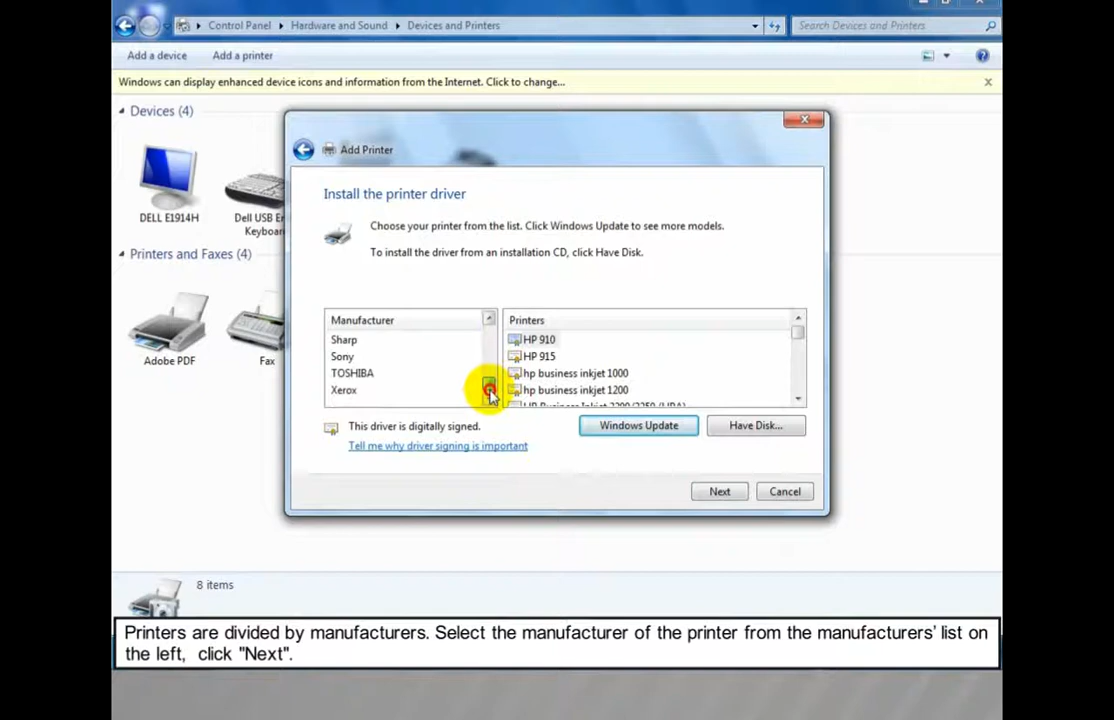 Control Panel Hardware and Sound Devices and Printers Search Devices and Printers
Add a device Add a printer
Windows can display enhanced device icons and information from the Internet. Click to change...
Devices (4)
DELL E1914H
Dell USB En
Keyboar
Printers and Faxes (4)
Adobe PDF
Fax
Add Printer
Install the printer driver
Choose your printer from the list. Click Windows Update to see more models.
To install the driver from an installation CD, click Have Disk.
Manufacturer
Sharp
Sony
TOSHIBA
Xerox
Printers
HP 910
HP 915
hp business inkjet 1000
hp business inkjet 1200
This driver is digitally signed.
Tell me why driver signing is important
Windows Update Have Disk...
Next Cancel
8 items
Printers are divided by manufacturers. Select the manufacturer of the printer from the manufacturers' list on
the left, click "Next".